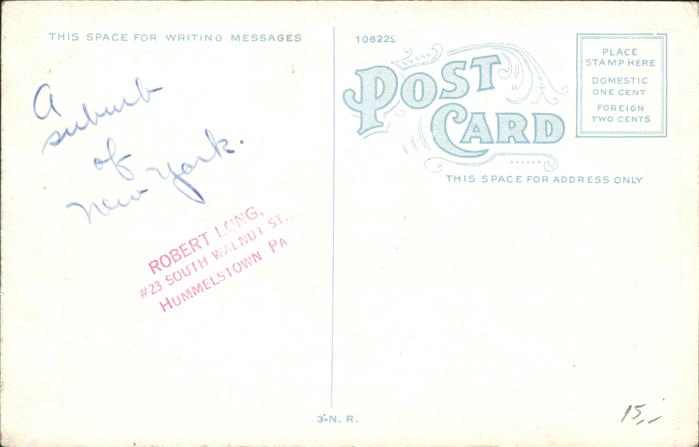 THIS SPACE FOR WRITING MESSAGES
A
suburb
of
New York.
ROBERT LONG,
#23 SOUTH WALNUT ST.,
HUMMELSTOWN PA
3-N. R.
10622
POST
CARD
THIS SPACE FOR ADDRESS ONLY
PLACE
STAMP HERE
DOMESTIC
ONE CENT
FOREIGN
TWO CENTS
15,-